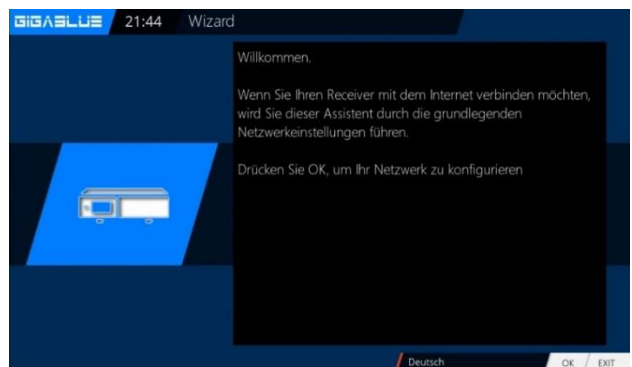 GIGABLUE 21:44 Wizard
Willkommen.
Wenn Sie Ihren Receiver mit dem Internet verbinden möchten,
wird Sie dieser Assistent durch die grundlegenden
Netzwerkeinstellungen führen.
Drücken Sie OK, um Ihr Netzwerk zu konfigurieren
Deutsch OK EXIT